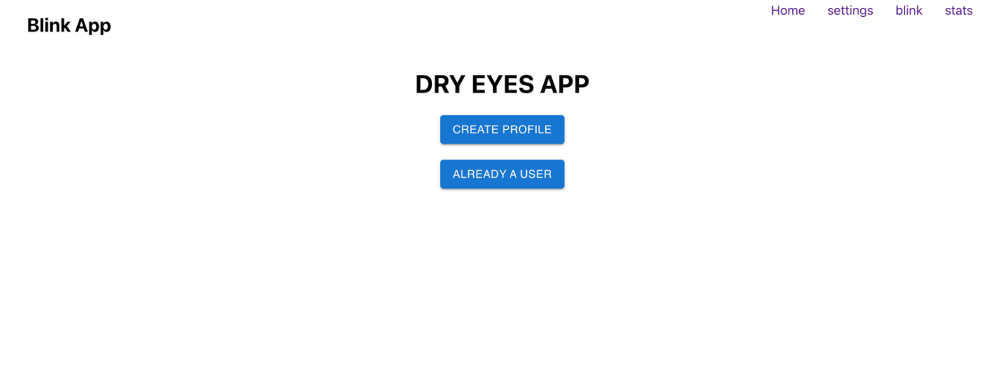 Home settings blink stats
Blink App
DRY EYES APP
CREATE PROFILE
ALREADY A USER